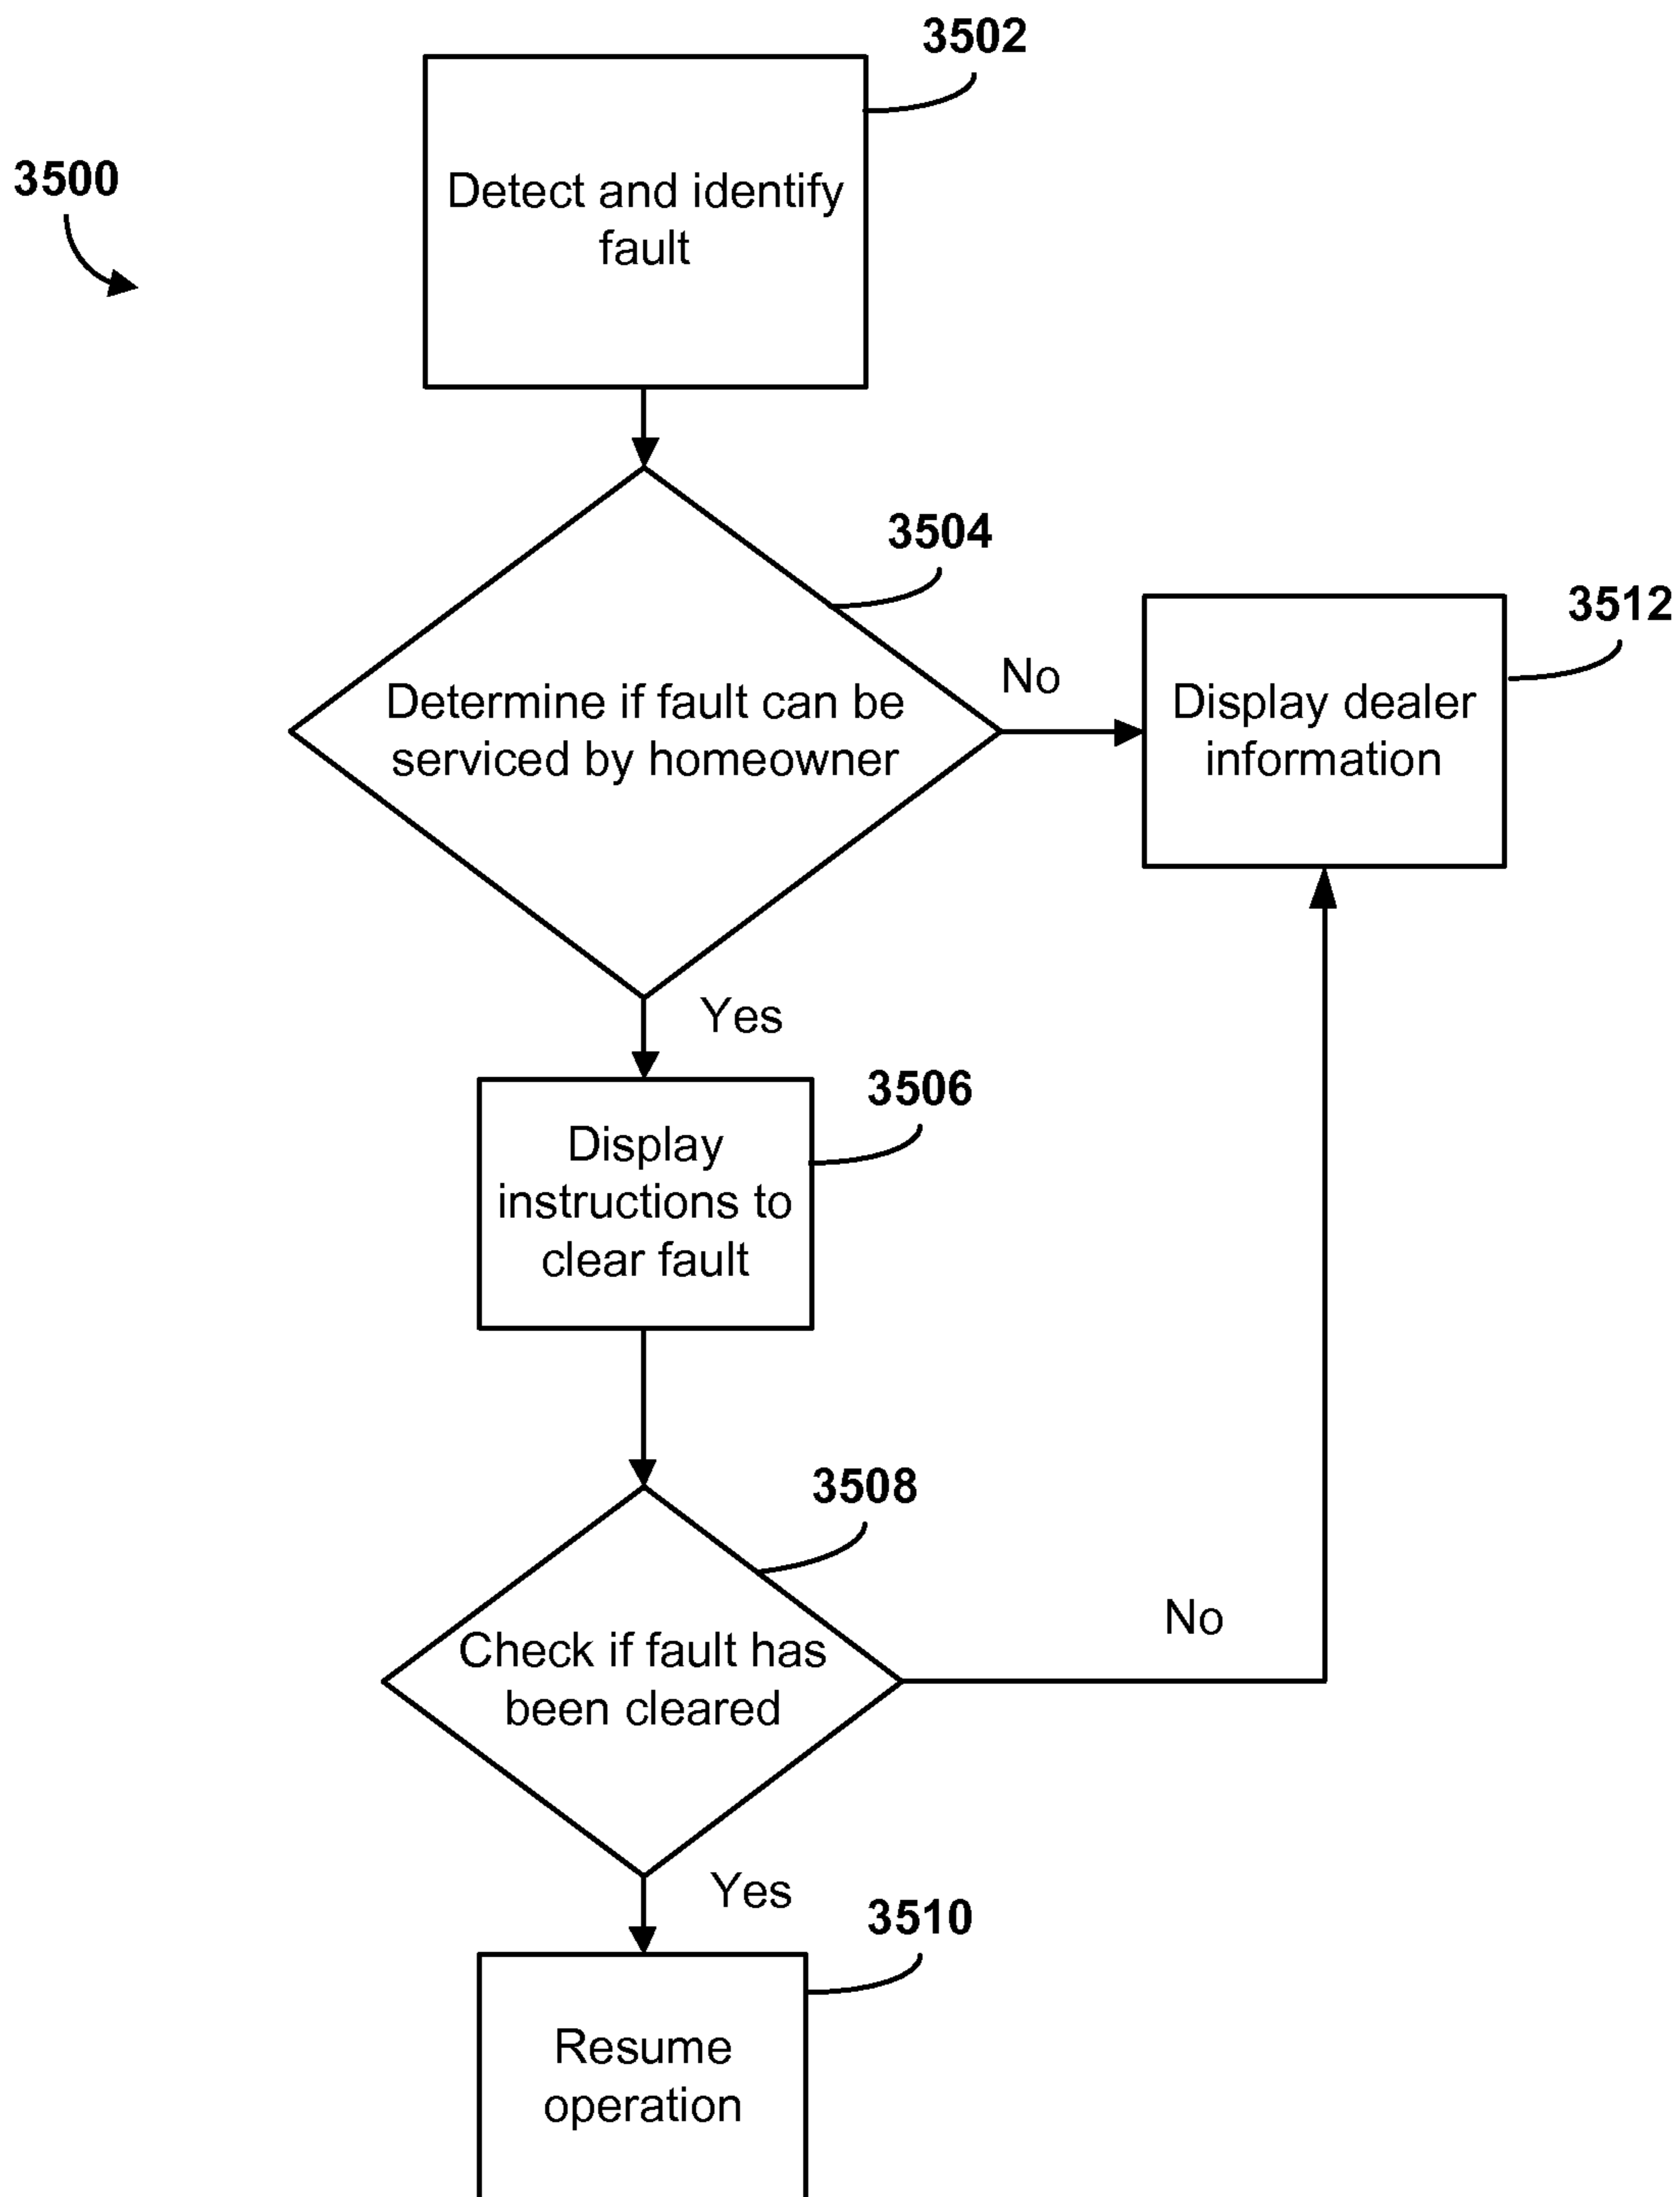 3502
3500
Detect and identify
fault
3504
Determine if fault can be
serviced by homeowner
No
3512
Display dealer
information
Yes
3506
Display
instructions to
clear fault
3508
Check if fault has
been cleared
No
Yes
3510
Resume
operation